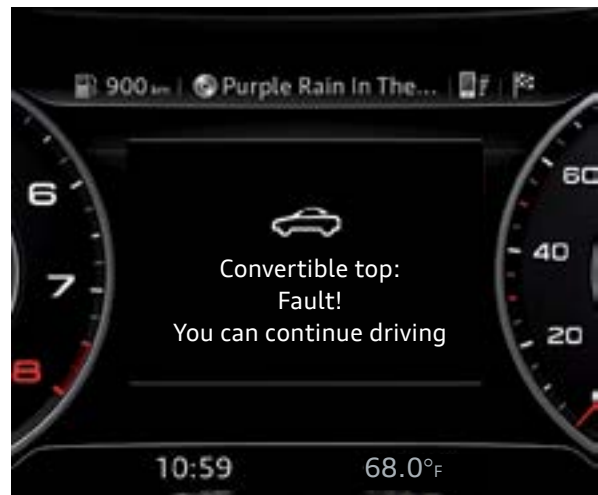 900 km Purple Rain In The...
6
7
8
Convertible top:
Fault!
You can continue driving
60
40
20
10:59 68.0°F